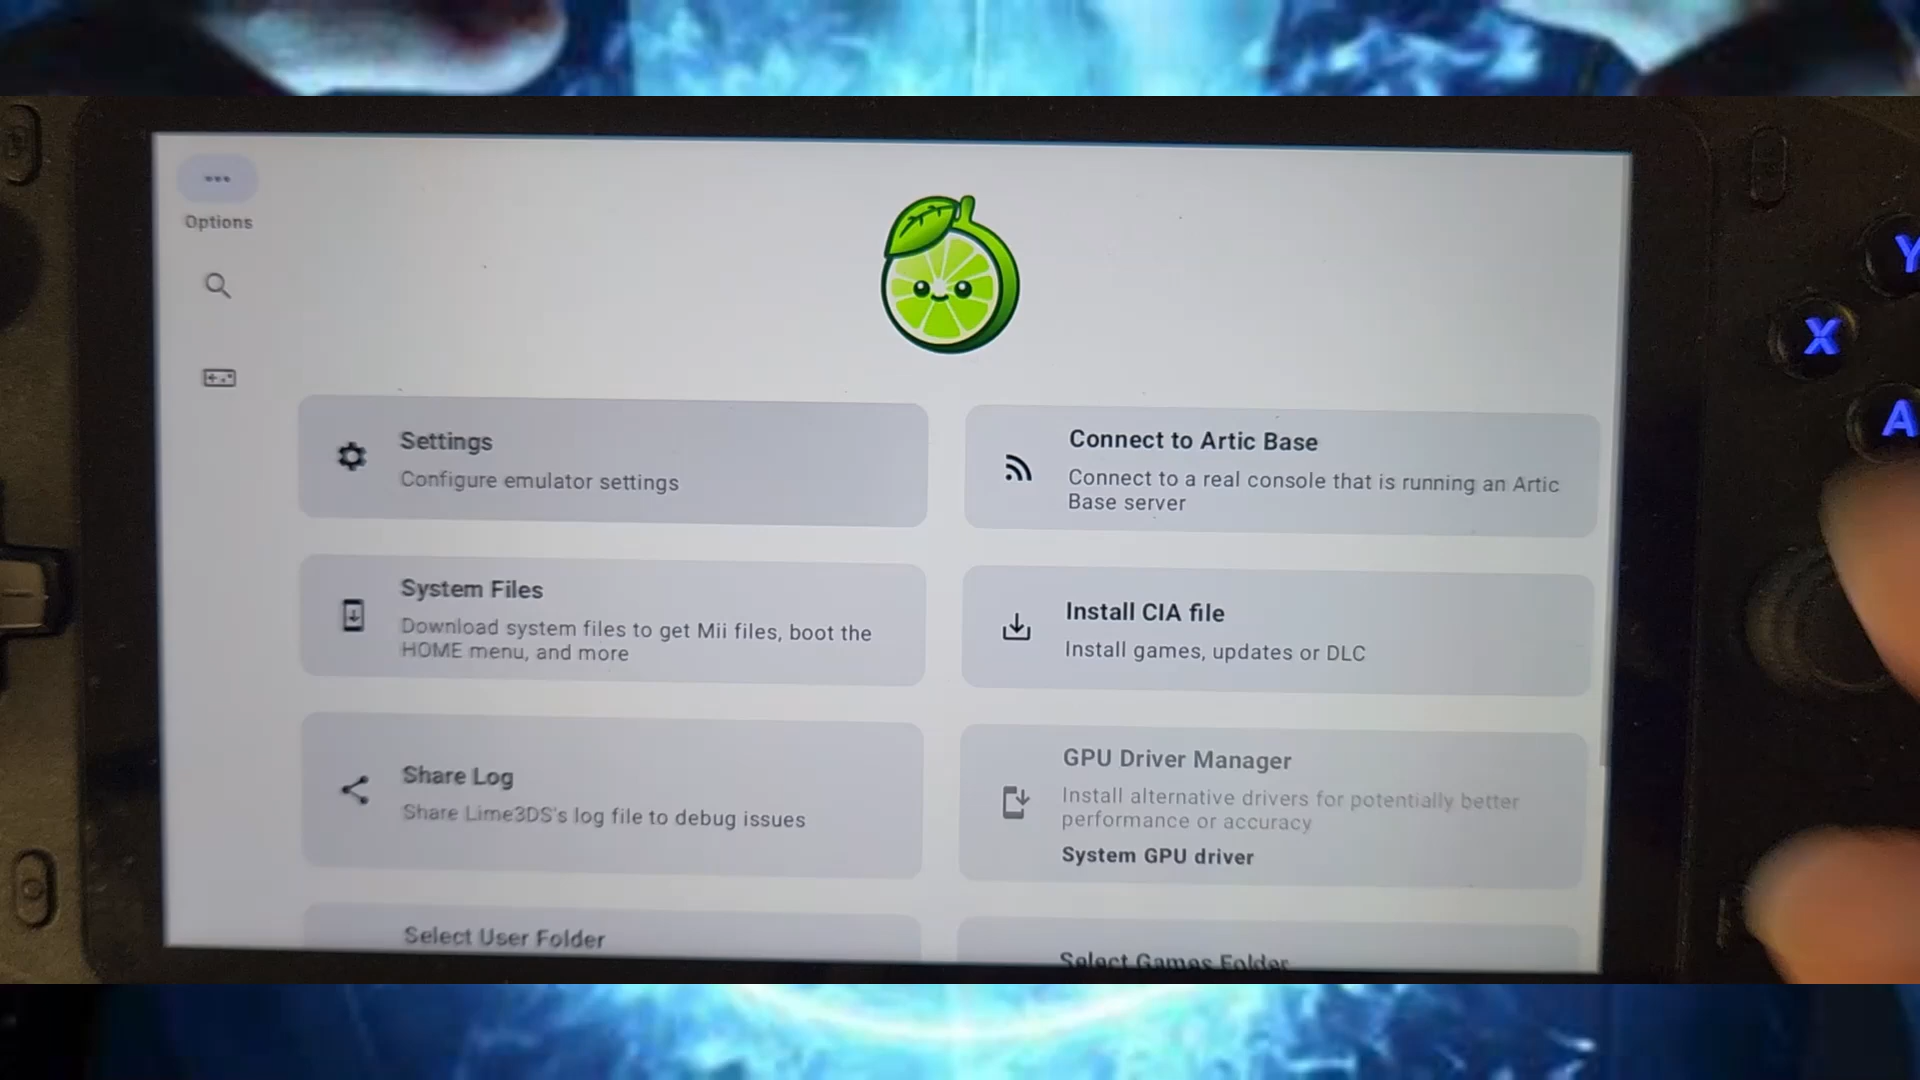 Options
Settings
Configure emulator settings
Connect to Artic Base
Connect to a real console that is running an Artic
Base server
System Files
Download system files to get Mii files, boot the
HOME menu, and more
Install CIA file
Install games, updates or DLC
Share Log
Share Lime3DS's log file to debug issues
GPU Driver Manager
Install alternative drivers for potentially better
performance or accuracy
System GPU driver
Select User Folder
Select Games Folder
Y
X
A